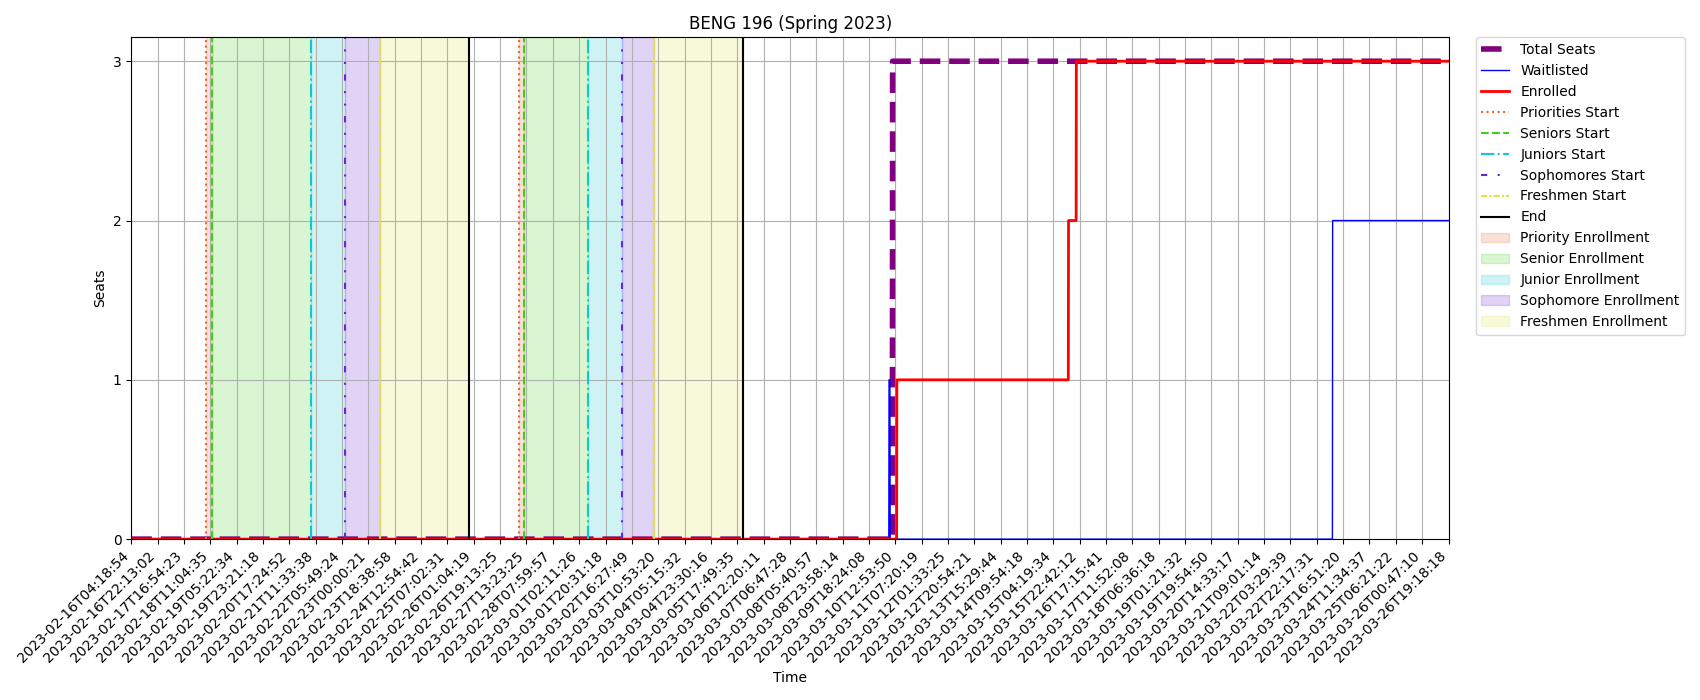 BENG 196 (Spring 2023)
Seats
3
2
1
0
2023-02-16T04:18:54
2023-02-16T22:13:02
2023-02-17T16:54:23
2023-02-18T11:04:35
2023-02-19T05:22:34
2023-02-19T23:21:18
2023-02-20T17:24:52
2023-02-21T11:33:38
2023-02-22T05:49:24
2023-02-23T00:00:21
2023-02-23T18:38:58
2023-02-24T12:54:42
2023-02-25T07:02:31
2023-02-26T01:04:19
2023-02-26T19:13:25
2023-02-27T13:23:25
2023-02-28T07:59:57
2023-03-01T02:11:26
2023-03-01T20:31:18
2023-03-02T16:27:49
2023-03-03T10:53:20
2023-03-04T05:15:32
2023-03-04T23:30:16
2023-03-05T17:49:35
2023-03-06T12:20:11
2023-03-07T06:47:28
2023-03-08T05:40:57
2023-03-08T23:58:14
2023-03-09T18:24:08
2023-03-10T12:53:50
2023-03-11T07:20:19
2023-03-12T01:33:25
2023-03-12T20:54:21
2023-03-13T15:29:44
2023-03-14T09:54:18
2023-03-15T04:19:34
2023-03-15T22:42:12
2023-03-16T17:15:41
2023-03-17T11:52:08
2023-03-18T06:36:18
2023-03-19T01:21:32
2023-03-19T19:54:50
2023-03-20T14:33:17
2023-03-21T09:01:14
2023-03-22T03:29:39
2023-03-22T22:17:31
2023-03-23T16:51:20
2023-03-24T11:34:37
2023-03-25T06:21:22
2023-03-26T00:47:10
2023-03-26T19:18:18
Time
Total Seats
Waitlisted
Enrolled
Priorities Start
Seniors Start
Juniors Start
Sophomores Start
Freshmen Start
End
Priority Enrollment
Senior Enrollment
Junior Enrollment
Sophomore Enrollment
Freshmen Enrollment